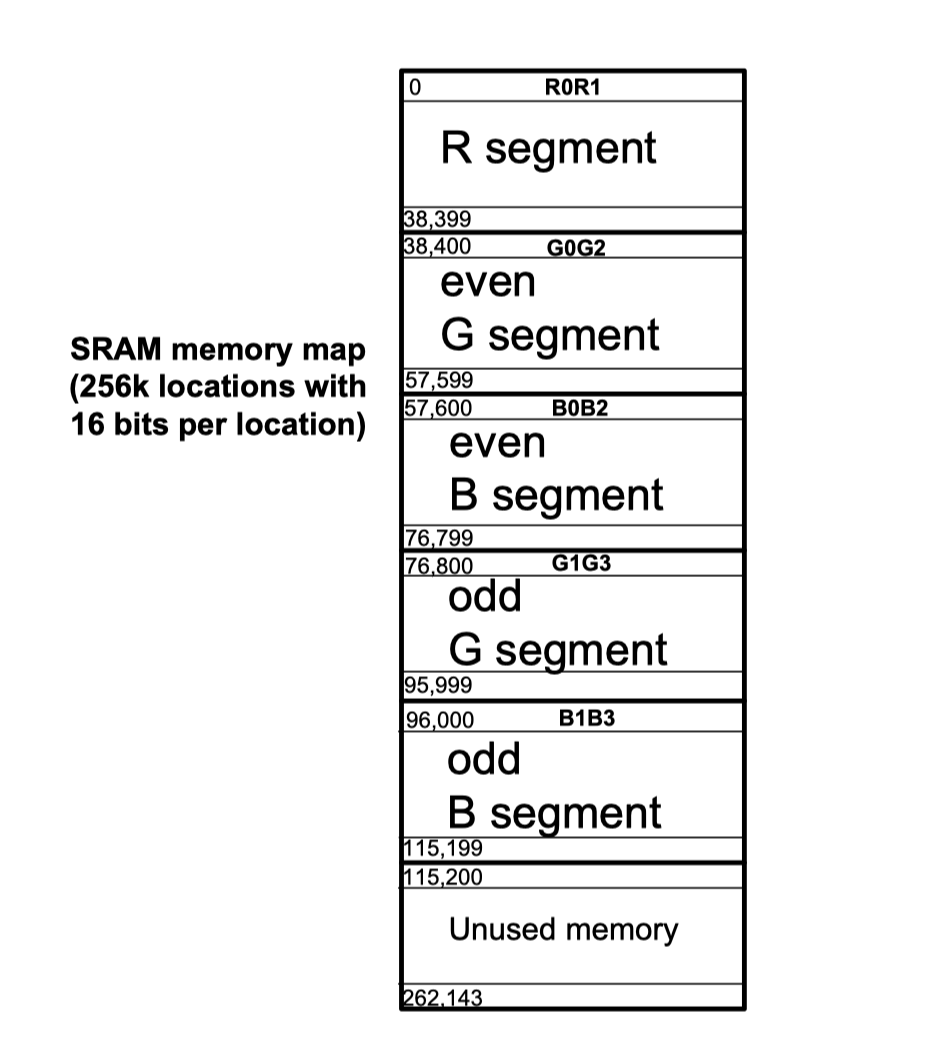 0 R0R1
R segment
38,399
38,400 G0G2
even
G segment
57,599
SRAM memory map
(256k locations with
16 bits per location)
57,600 B0B2
even
B segment
76,799
76,800 G1G3
odd
G segment
95,999
96,000 B1B3
odd
B segment
115,199
115,200
Unused memory
262,143